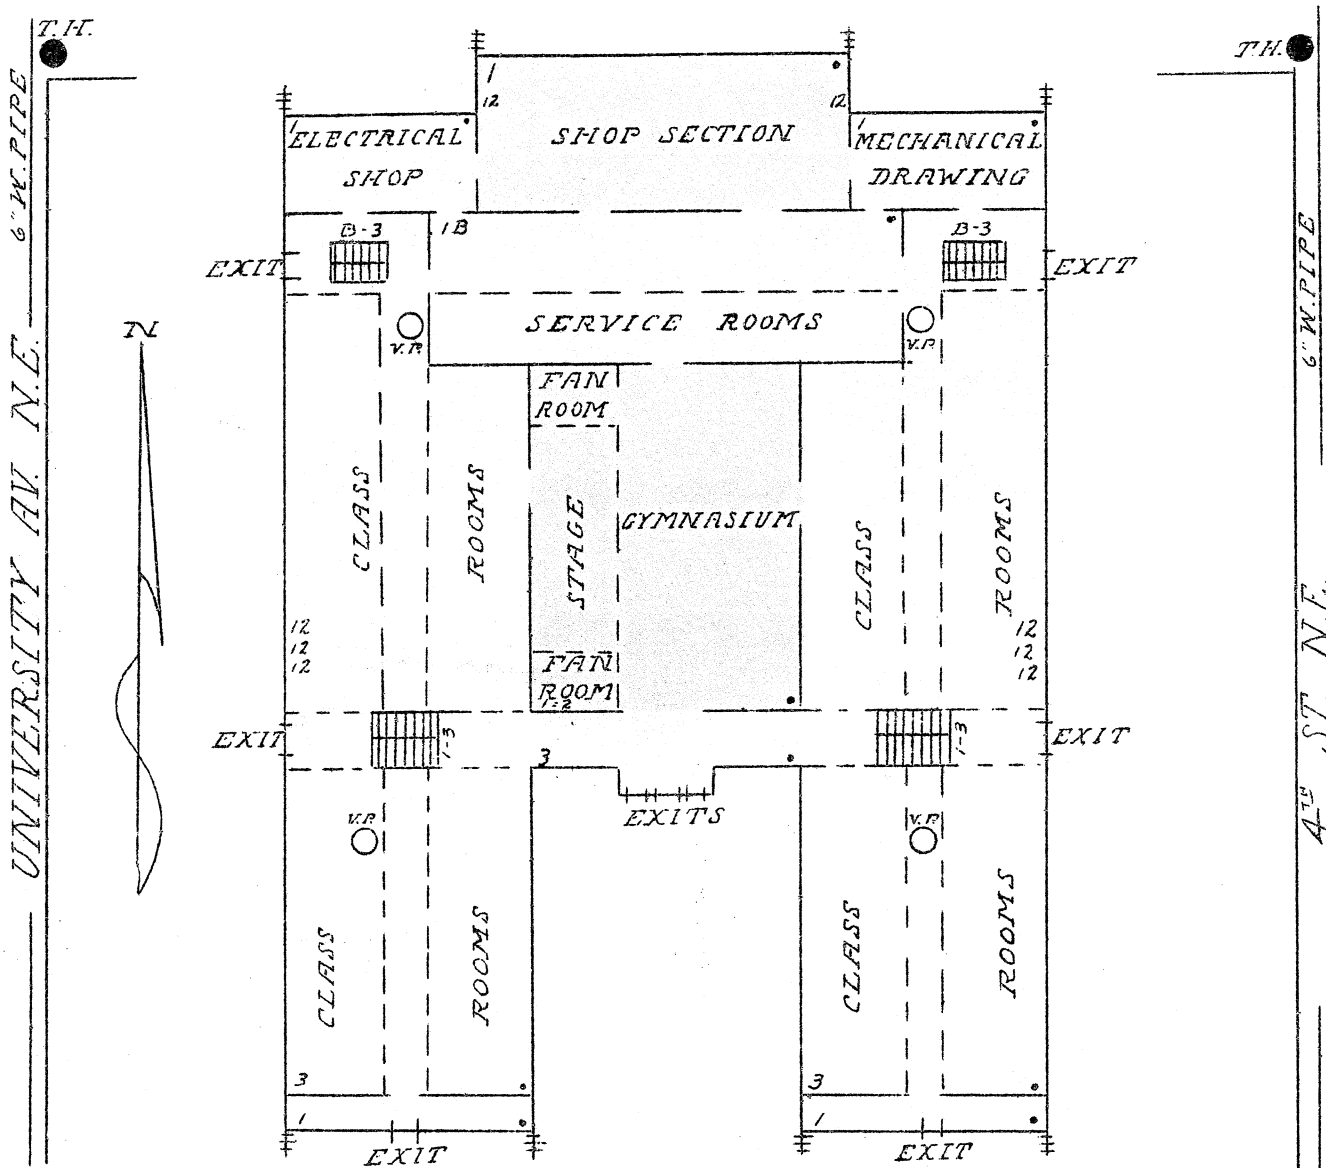 T.H.
T.H.
6" W. PIPE
UNIVERSITY AV. N.E.
6" W. PIPE
4TH ST N.E.
N
1
12
12
SHOP SECTION
1
ELECTRICAL
SHOP
1
MECHANICAL
DRAWING
B-3
1B
B-3
EXIT
EXIT
V.P.
SERVICE ROOMS
V.P.
FAN
ROOM
CLASS
ROOMS
STAGE
GYMNASIUM
CLASS
ROOMS
12
12
12
12
12
12
FAN
ROOM
1-2
EXIT
1-3
3
1-3
EXIT
EXITS
V.P.
V.P.
CLASS
ROOMS
CLASS
ROOMS
3
3
1
1
EXIT
EXIT